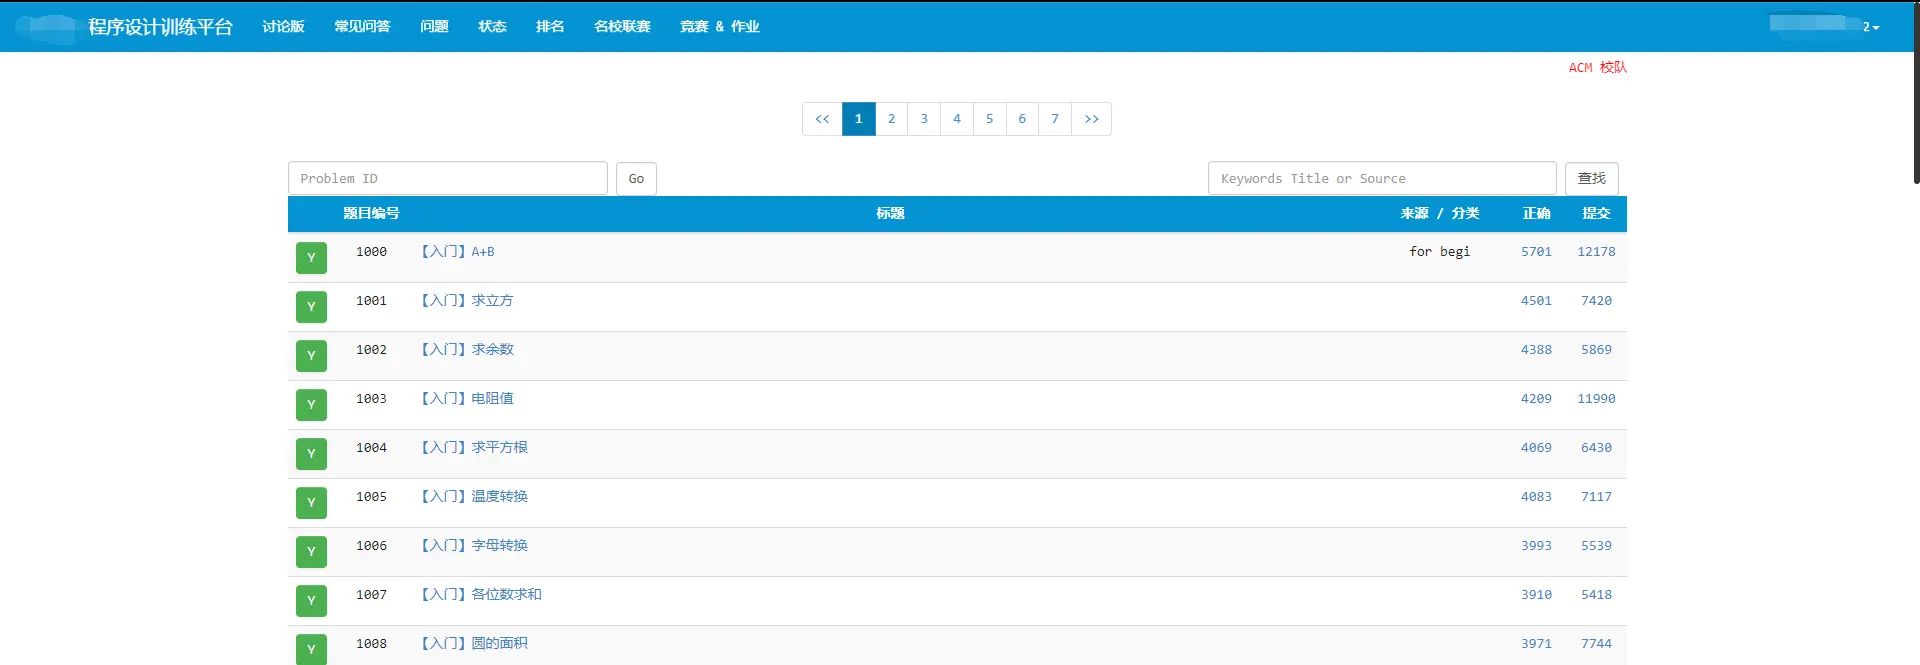 程序设计训练平台 讨论版 常见问答 问题 状态 排名 名校联赛 竞赛 & 作业 2
ACM 校队
<< 1 2 3 4 5 6 7 >>
Problem ID Go Keywords Title or Source 查找
题目编号 标题 来源 / 分类 正确 提交
Y 1000 【入门】A+B for begi 5701 12178
Y 1001 【入门】求立方 4501 7420
Y 1002 【入门】求余数 4388 5869
Y 1003 【入门】电阻值 4209 11990
Y 1004 【入门】求平方根 4069 6430
Y 1005 【入门】温度转换 4083 7117
Y 1006 【入门】字母转换 3993 5539
Y 1007 【入门】各位数求和 3910 5418
Y 1008 【入门】圆的面积 3971 7744